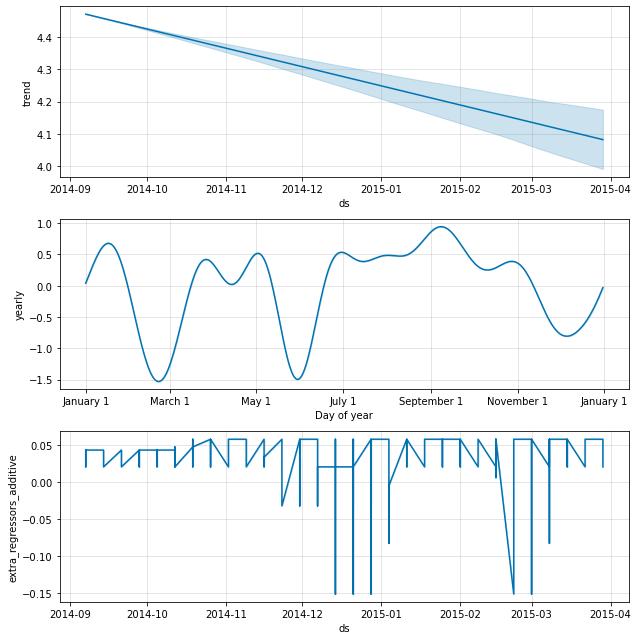 4.4
4.3
4.2
4.1
4.0
trend
2014-09 2014-10 2014-11 2014-12 2015-01 2015-02 2015-03 2015-04
ds
1.0
0.5
0.0
−0.5
−1.0
−1.5
yearly
January 1 March 1 May 1 July 1 September 1 November 1 January 1
Day of year
0.05
0.00
−0.05
−0.10
−0.15
extra_regressors_additive
2014-09 2014-10 2014-11 2014-12 2015-01 2015-02 2015-03 2015-04
ds